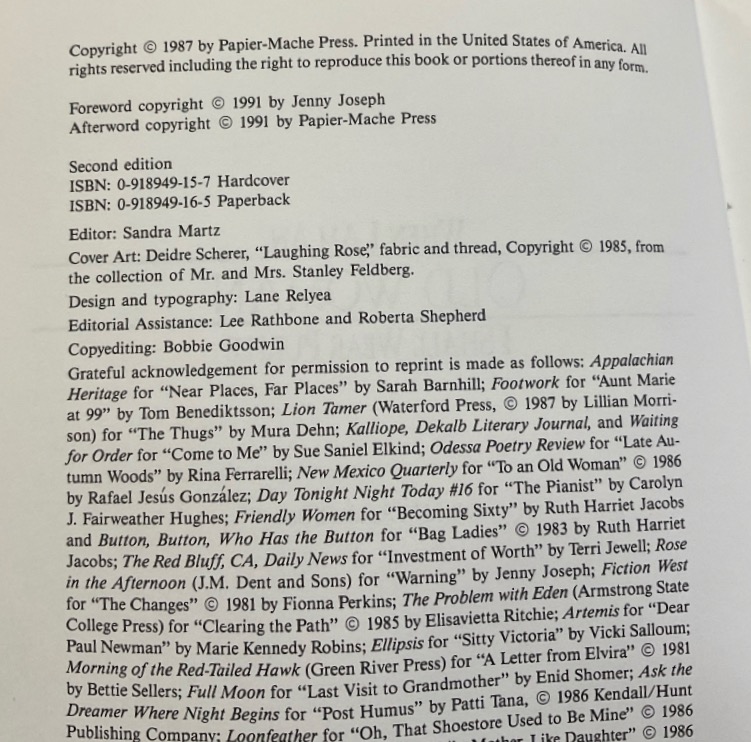 Copyright © 1987 by Papier-Mache Press. Printed in the United States of America. All
rights reserved including the right to reproduce this book or portions thereof in any form.
Foreword copyright © 1991 by Jenny Joseph
Afterword copyright © 1991 by Papier-Mache Press
Second edition
ISBN: 0-918949-15-7 Hardcover
ISBN: 0-918949-16-5 Paperback
Editor: Sandra Martz
Cover Art: Deidre Scherer, “Laughing Rose,” fabric and thread, Copyright © 1985, from
the collection of Mr. and Mrs. Stanley Feldberg.
Design and typography: Lane Relyea
Editorial Assistance: Lee Rathbone and Roberta Shepherd
Copyediting: Bobbie Goodwin
Grateful acknowledgement for permission to reprint is made as follows: Appalachian
Heritage for “Near Places, Far Places” by Sarah Barnhill; Footwork for “Aunt Marie
at 99” by Tom Benediktsson; Lion Tamer (Waterford Press, © 1987 by Lillian Morri-
son) for “The Thugs” by Mura Dehn; Kalliope, Dekalb Literary Journal, and Waiting
for Order for “Come to Me” by Sue Saniel Elkind; Odessa Poetry Review for “Late Au-
tumn Woods” by Rina Ferrarelli; New Mexico Quarterly for “To an Old Woman” © 1986
by Rafael Jesús González; Day Tonight Night Today #16 for “The Pianist” by Carolyn
J. Fairweather Hughes; Friendly Women for “Becoming Sixty” by Ruth Harriet Jacobs
and Button, Button, Who Has the Button for “Bag Ladies” © 1983 by Ruth Harriet
Jacobs; The Red Bluff, CA, Daily News for “Investment of Worth” by Terri Jewell; Rose
in the Afternoon (J.M. Dent and Sons) for “Warning” by Jenny Joseph; Fiction West
for “The Changes” © 1981 by Fionna Perkins; The Problem with Eden (Armstrong State
College Press) for “Clearing the Path” © 1985 by Elisavietta Ritchie; Artemis for “Dear
Paul Newman” by Marie Kennedy Robins; Ellipsis for “Sitty Victoria” by Vicki Salloum;
Morning of the Red-Tailed Hawk (Green River Press) for “A Letter from Elvira” © 1981
by Bettie Sellers; Full Moon for “Last Visit to Grandmother” by Enid Shomer; Ask the
Dreamer Where Night Begins for “Post Humus” by Patti Tana, © 1986 Kendall/Hunt
Publishing Company; Loonfeather for “Oh, That Shoestore Used to Be Mine” © 1986
Like Daughter” © 1986